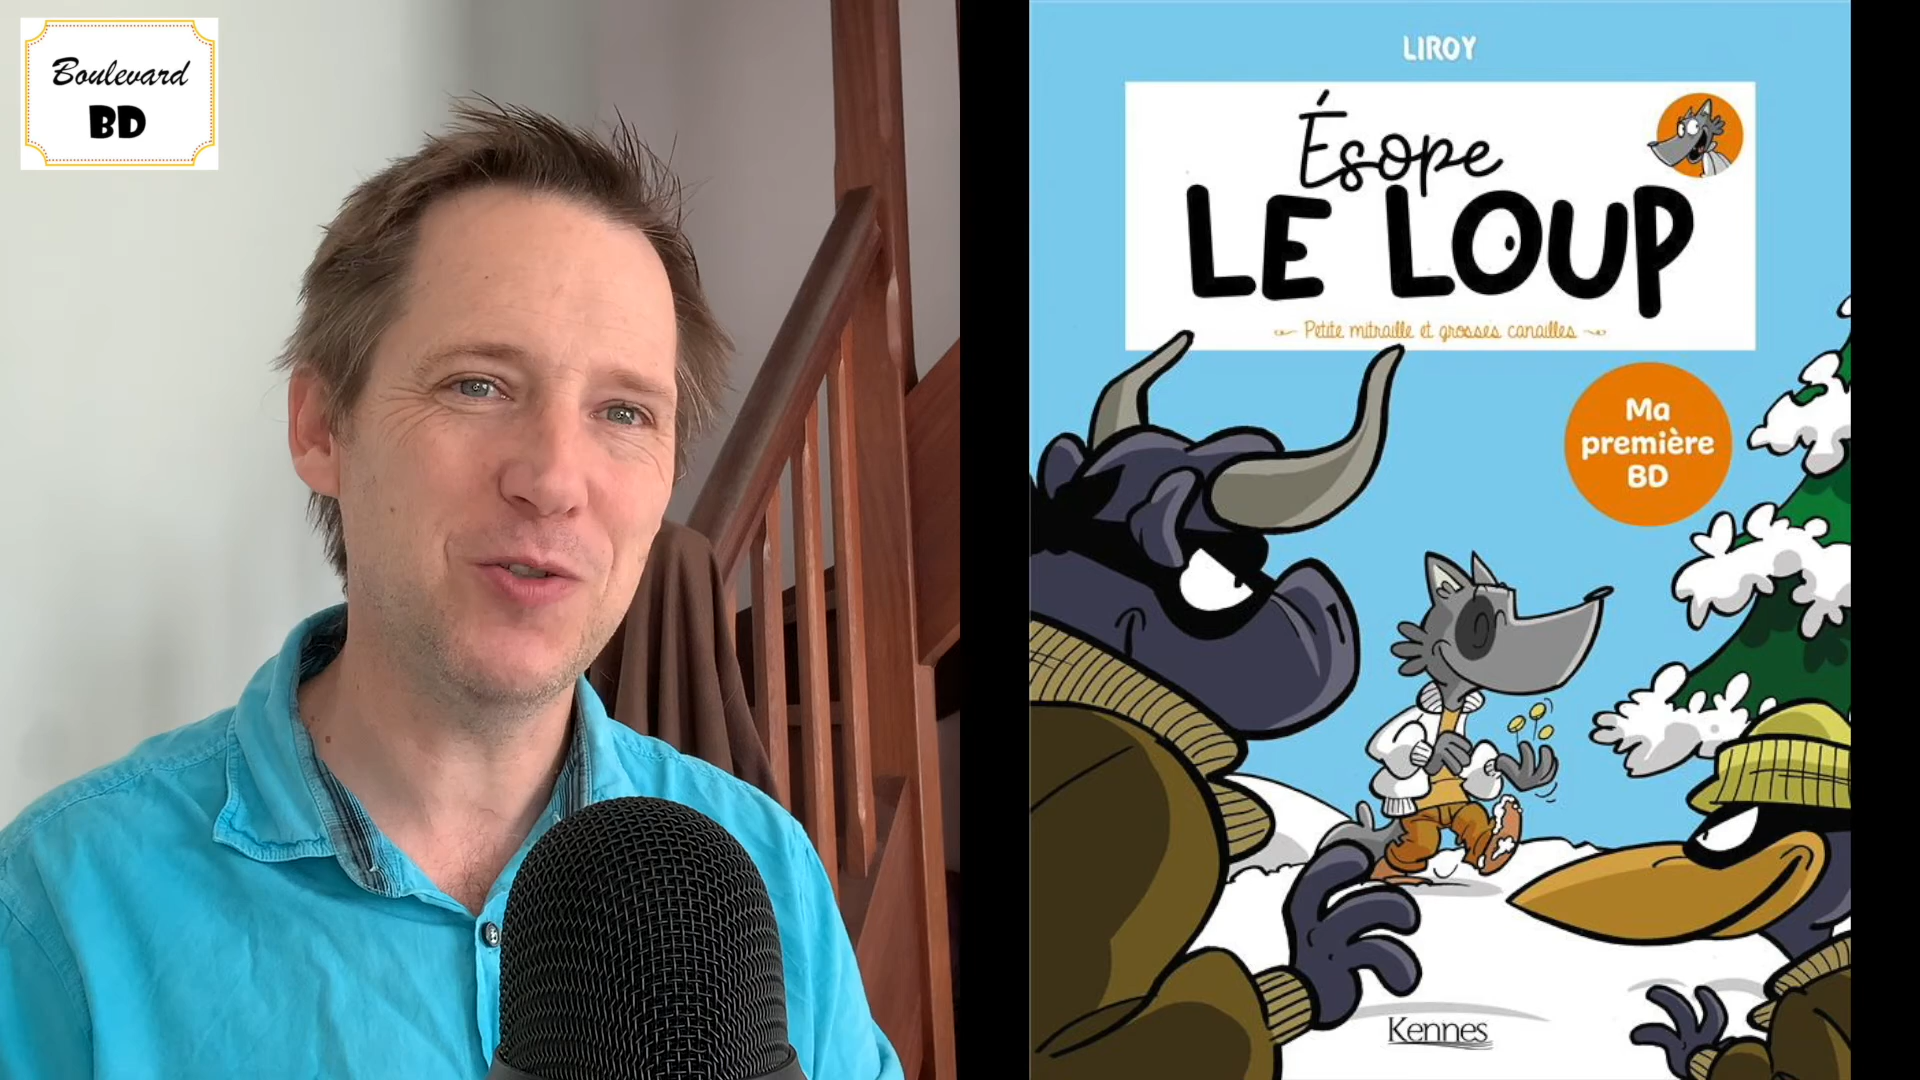 Boulevard
BD
LIROY
Ésope
LE LOUP
Petite mitraille et grosses canailles
Ma
première
BD
Kennes